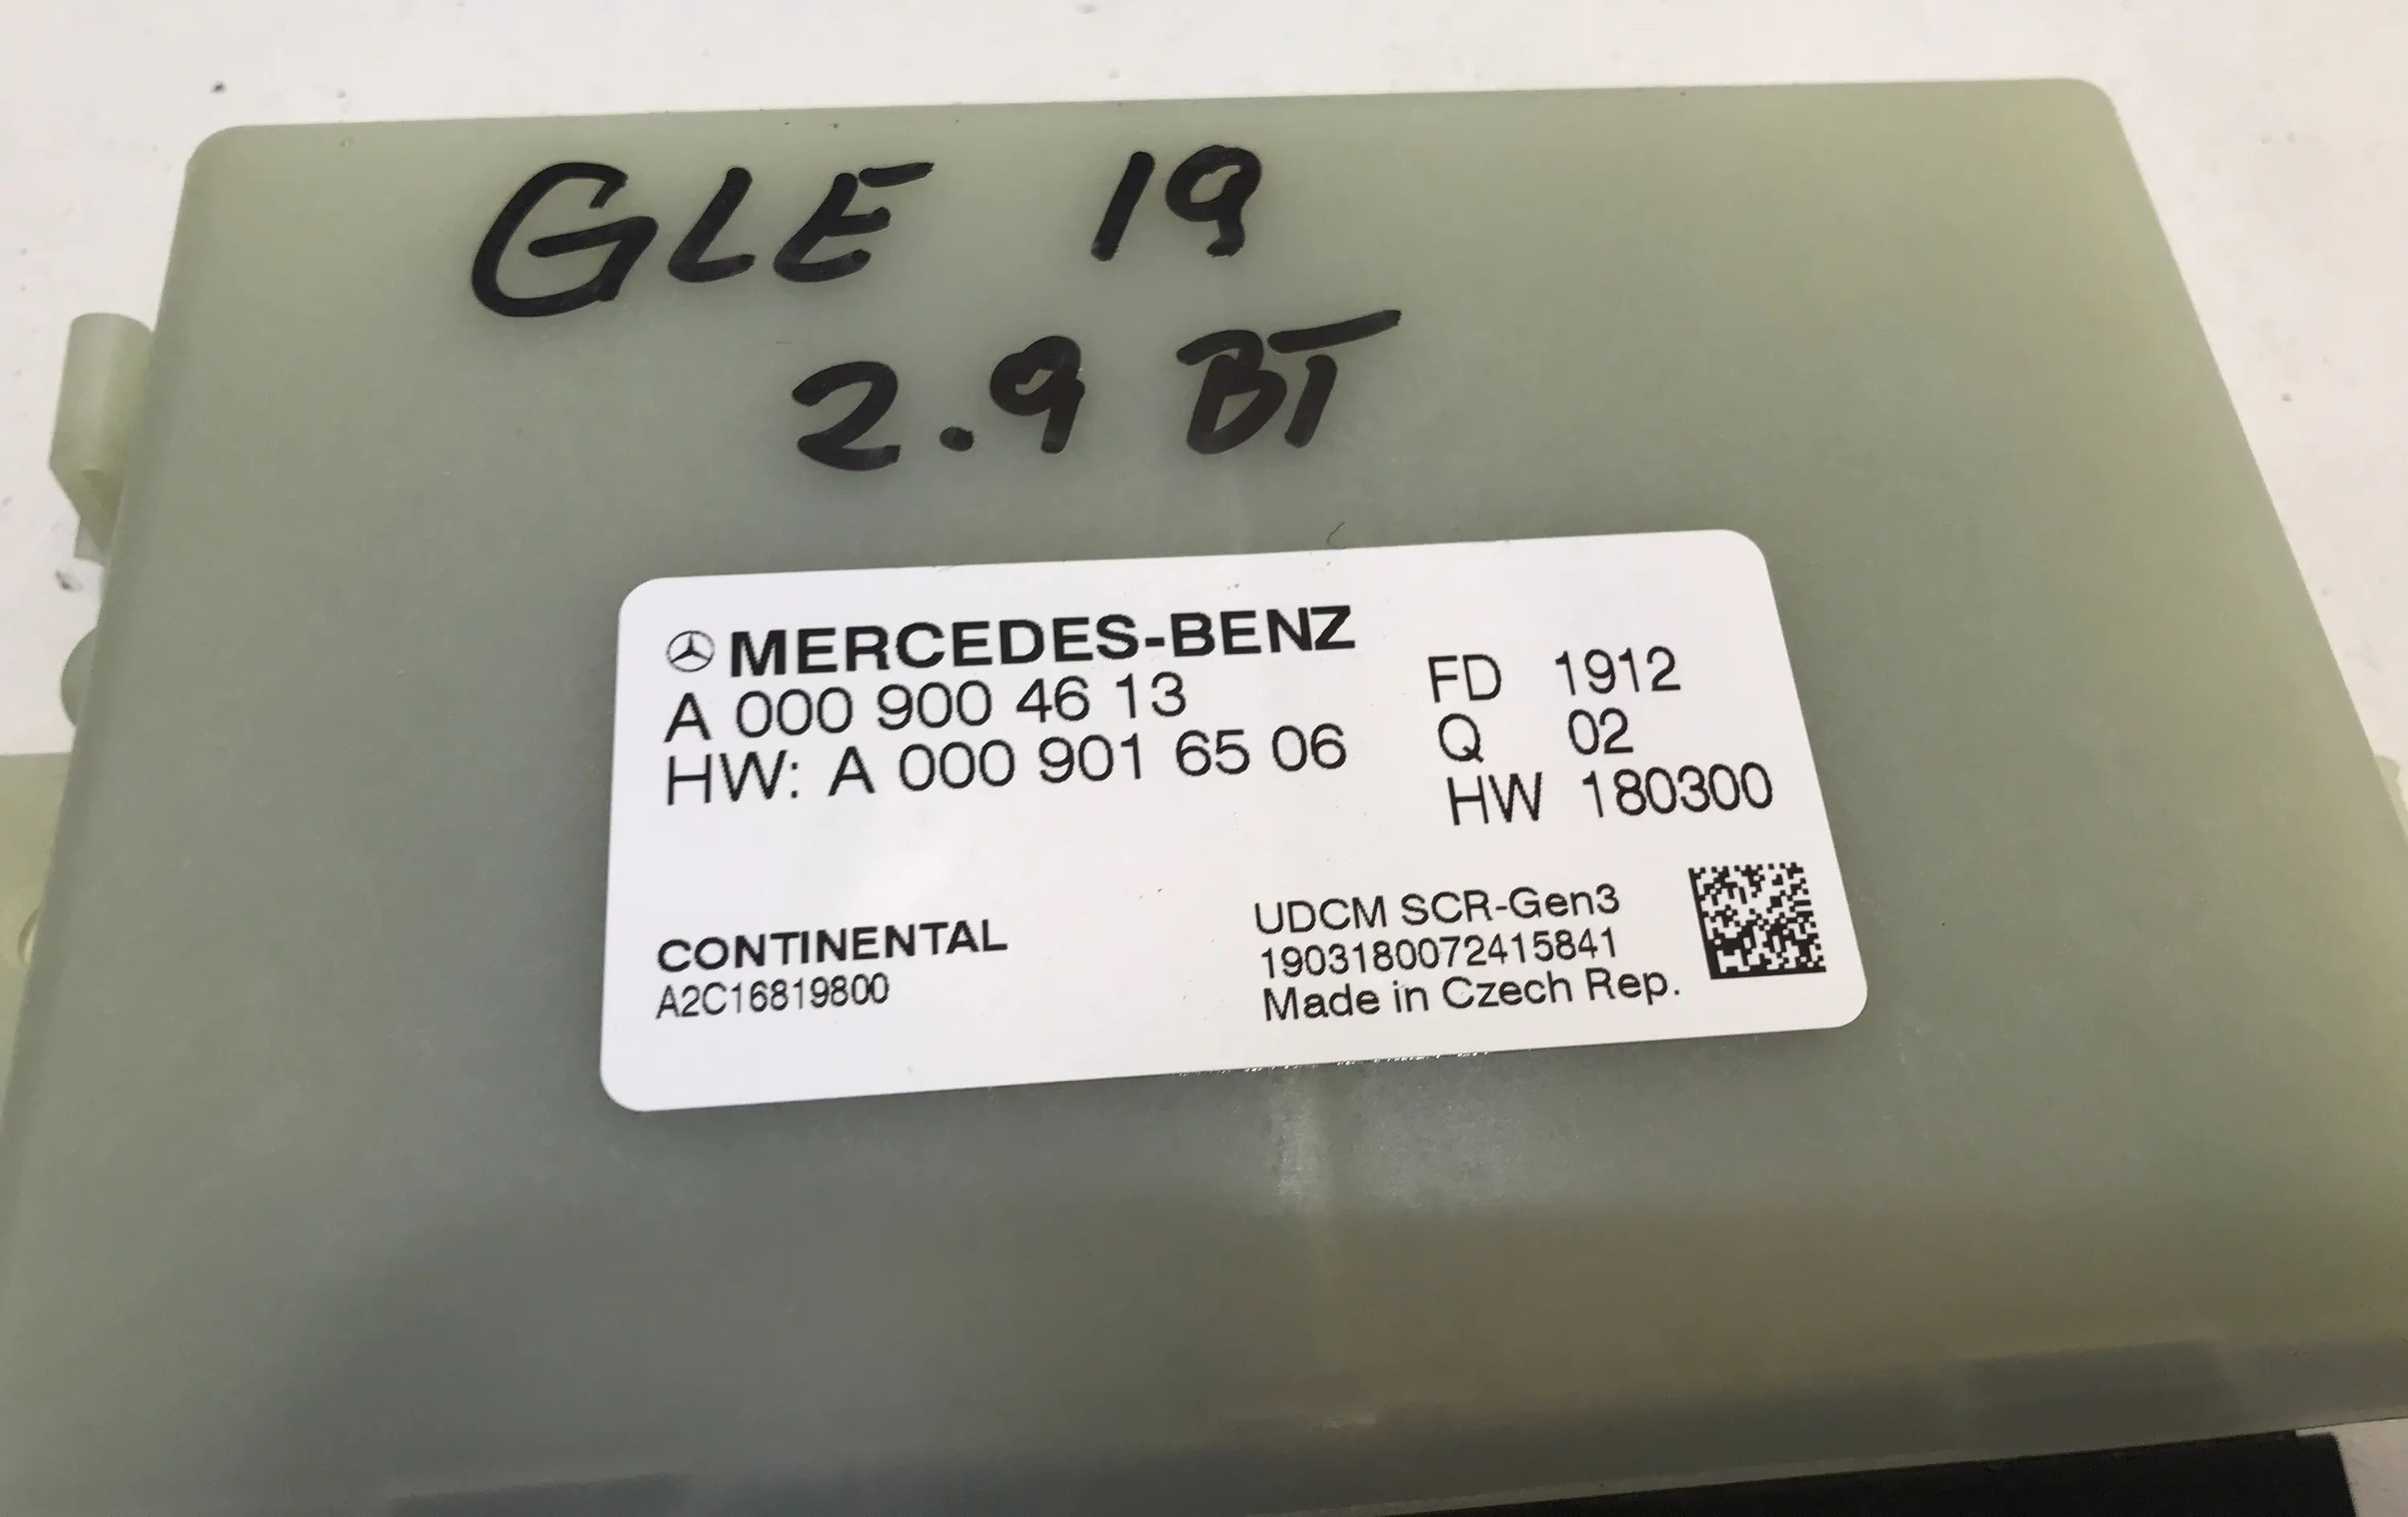 GLE 19
2.9 BT
MERCEDES-BENZ
A 000 900 46 13
HW: A 000 901 65 06
FD 1912
Q 02
HW 180300
CONTINENTAL
A2C16819800
UDCM SCR-Gen3
1903180072415841
Made in Czech Rep.